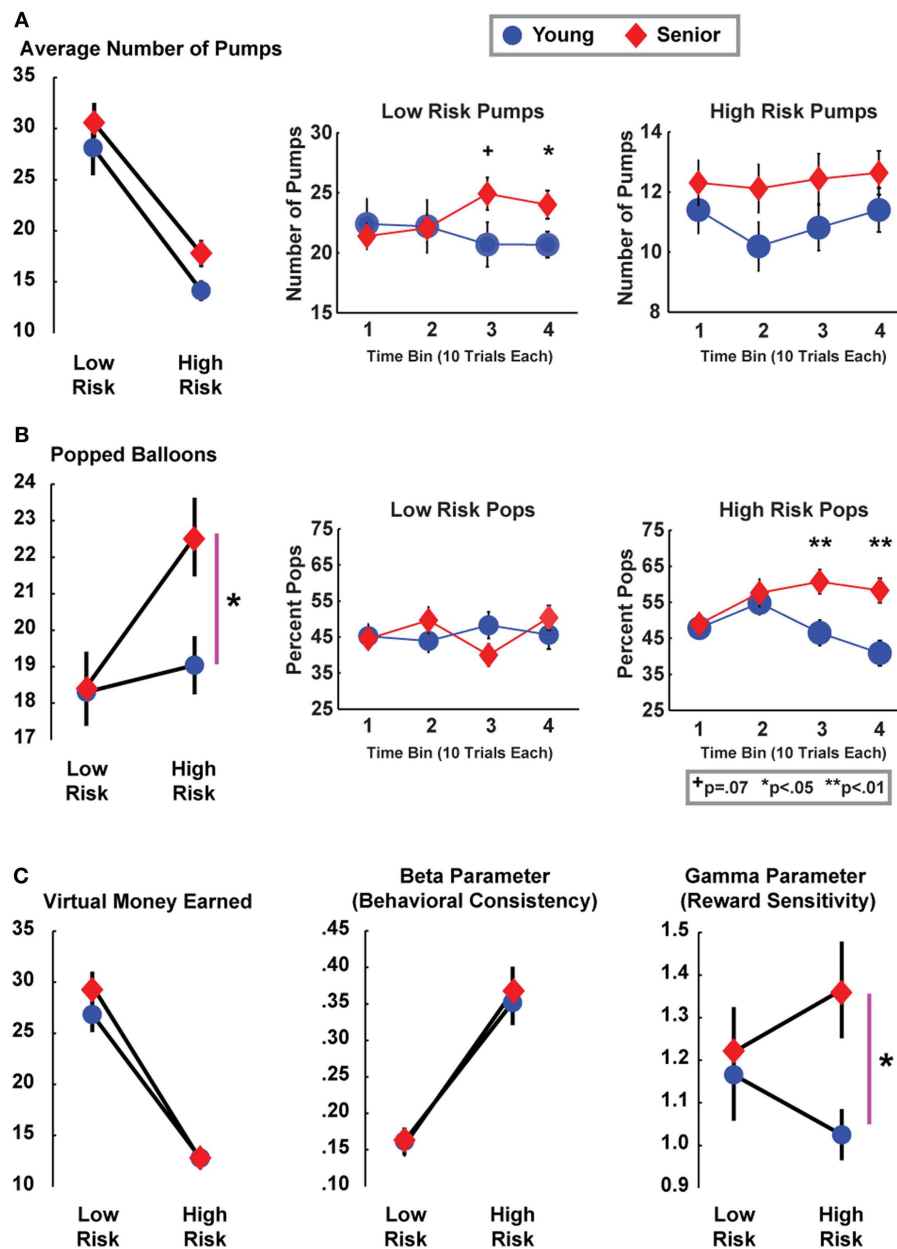 A
Average Number of Pumps
Young Senior
35
30
25
20
15
10
Low
Risk
High
Risk
Low Risk Pumps
Number of Pumps
30
25
20
15
+
*
1 2 3 4
Time Bin (10 Trials Each)
High Risk Pumps
Number of Pumps
14
12
10
8
1 2 3 4
Time Bin (10 Trials Each)
B
Popped Balloons
24
23
22
21
20
19
18
17
*
Low
Risk
High
Risk
Low Risk Pops
Percent Pops
75
65
55
45
35
25
1 2 3 4
Time Bin (10 Trials Each)
High Risk Pops
Percent Pops
75
65
55
45
35
25
** **
1 2 3 4
Time Bin (10 Trials Each)
+p=.07 *p<.05 **p<.01
C
Virtual Money Earned
35
30
25
20
15
10
Low
Risk
High
Risk
Beta Parameter
(Behavioral Consistency)
.45
.40
.35
.30
.25
.20
.15
.10
Low
Risk
High
Risk
Gamma Parameter
(Reward Sensitivity)
1.5
1.4
1.3
1.2
1.1
1.0
0.9
*
Low
Risk
High
Risk